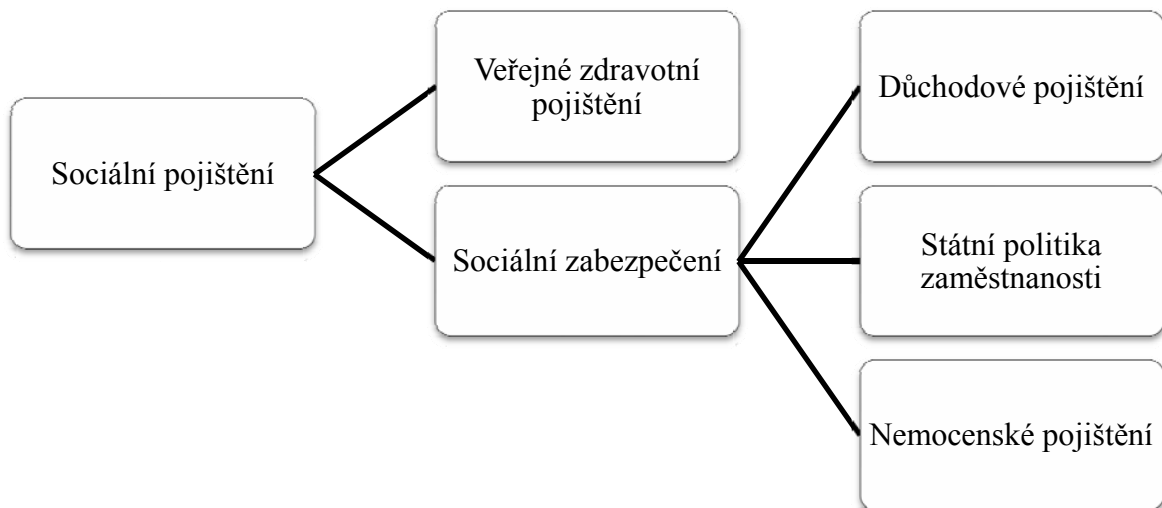 Sociální pojištění
Veřejné zdravotní
pojištění
Sociální zabezpečení
Důchodové pojištění
Státní politika
zaměstnanosti
Nemocenské pojištění